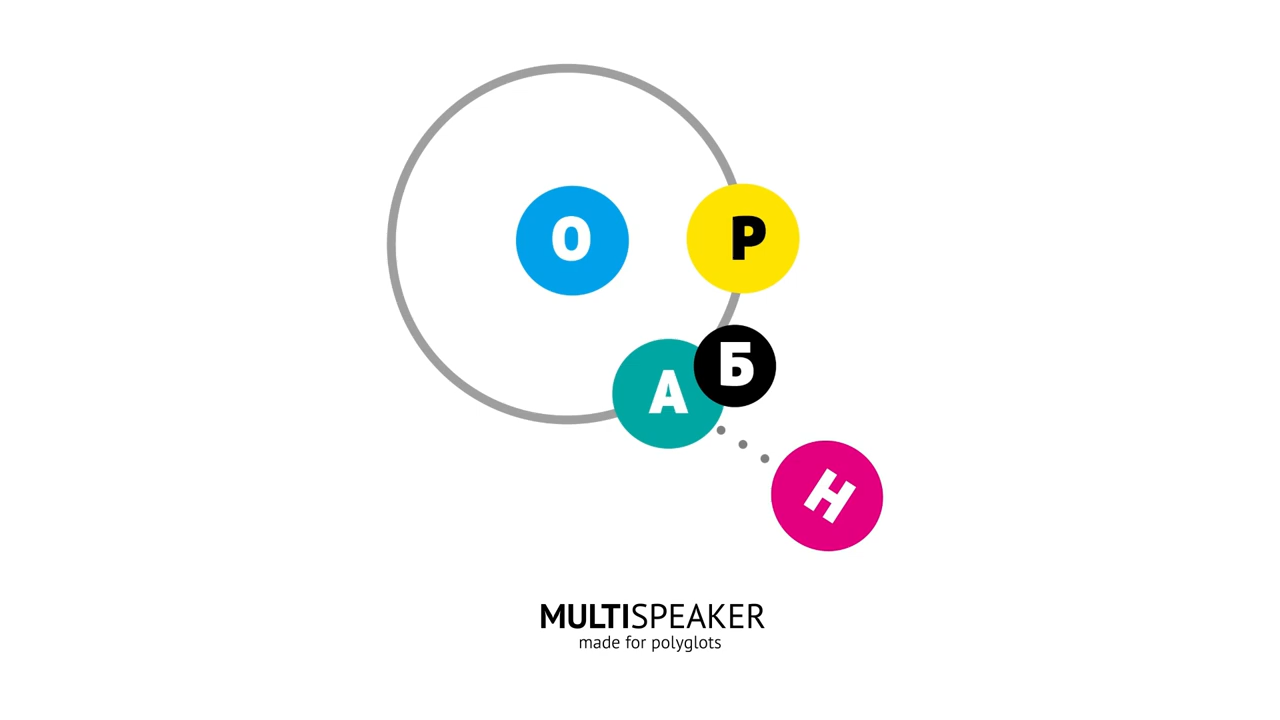 О Р
Б
А
Н
MULTISPEAKER
made for polyglots